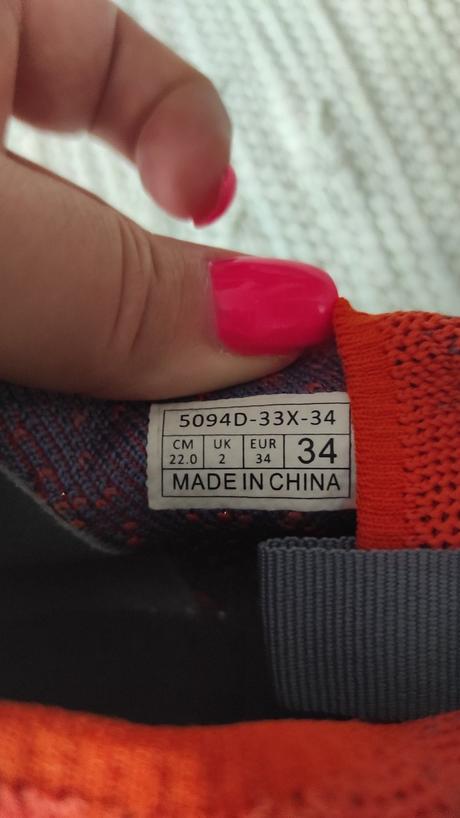 5094D-33X-34
CM UK EUR 34
22.0 2 34
MADE IN CHINA